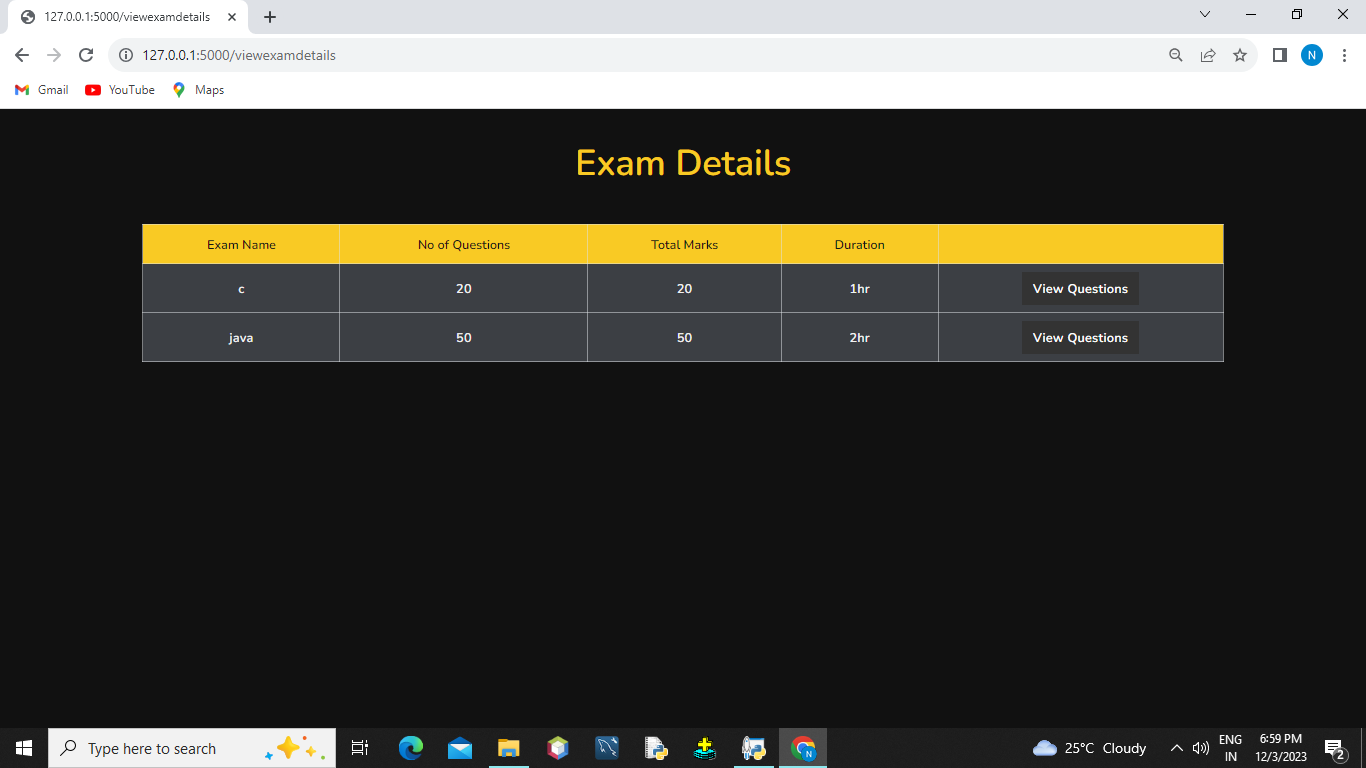 127.0.0.1:5000/viewexamdetails
127.0.0.1:5000/viewexamdetails
N
Gmail YouTube Maps
Exam Details
Exam Name No of Questions Total Marks Duration
c 20 20 1hr View Questions
java 50 50 2hr View Questions
Type here to search
N
25°C Cloudy
ENG
IN
6:59 PM
12/3/2023
2